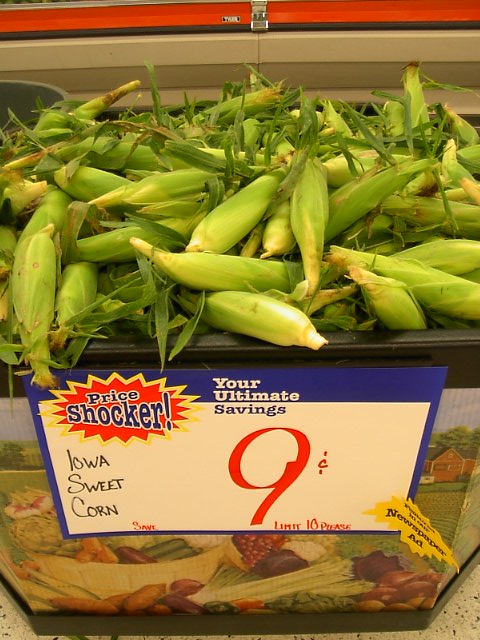 Price
Shocker!
Your
Ultimate
Savings
Iowa
Sweet
Corn
9¢
Save
Limit 10 Please
Newspaper
Ad